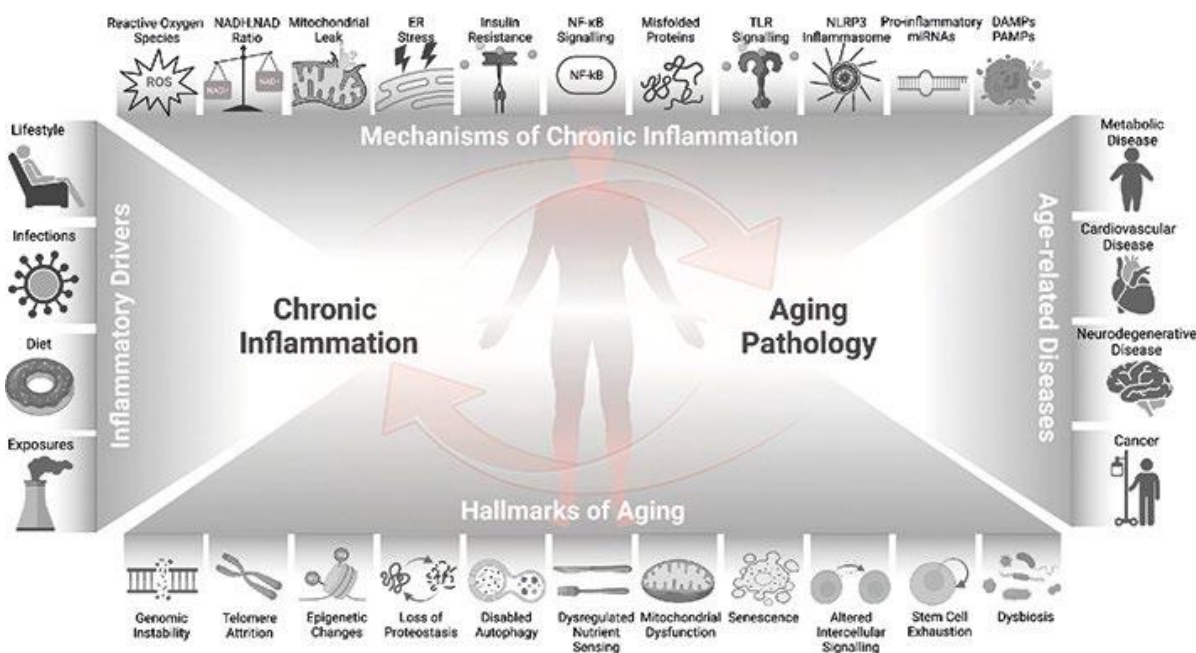 Reactive Oxygen
Species
NADH.NAD
Ratio
Mitochondrial
Leak
ER
Stress
Insulin
Resistance
NF-κB
Signalling
Misfolded
Proteins
TLR
Signalling
NLRP3
Inflammasome
Pro-inflammatory
miRNAs
DAMPs
PAMPs
ROS
NF-kB
Mechanisms of Chronic Inflammation
Lifestyle
Infections
Diet
Exposures
Inflammatory Drivers
Chronic
Inflammation
Aging
Pathology
Age-related Diseases
Metabolic
Disease
Cardiovascular
Disease
Neurodegenerative
Disease
Cancer
Hallmarks of Aging
Genomic
Instability
Telomere
Attrition
Epigenetic
Changes
Loss of
Proteostasis
Disabled
Autophagy
Dysregulated
Nutrient
Sensing
Mitochondrial
Dysfunction
Senescence
Altered
Intercellular
Signalling
Stem Cell
Exhaustion
Dysbiosis